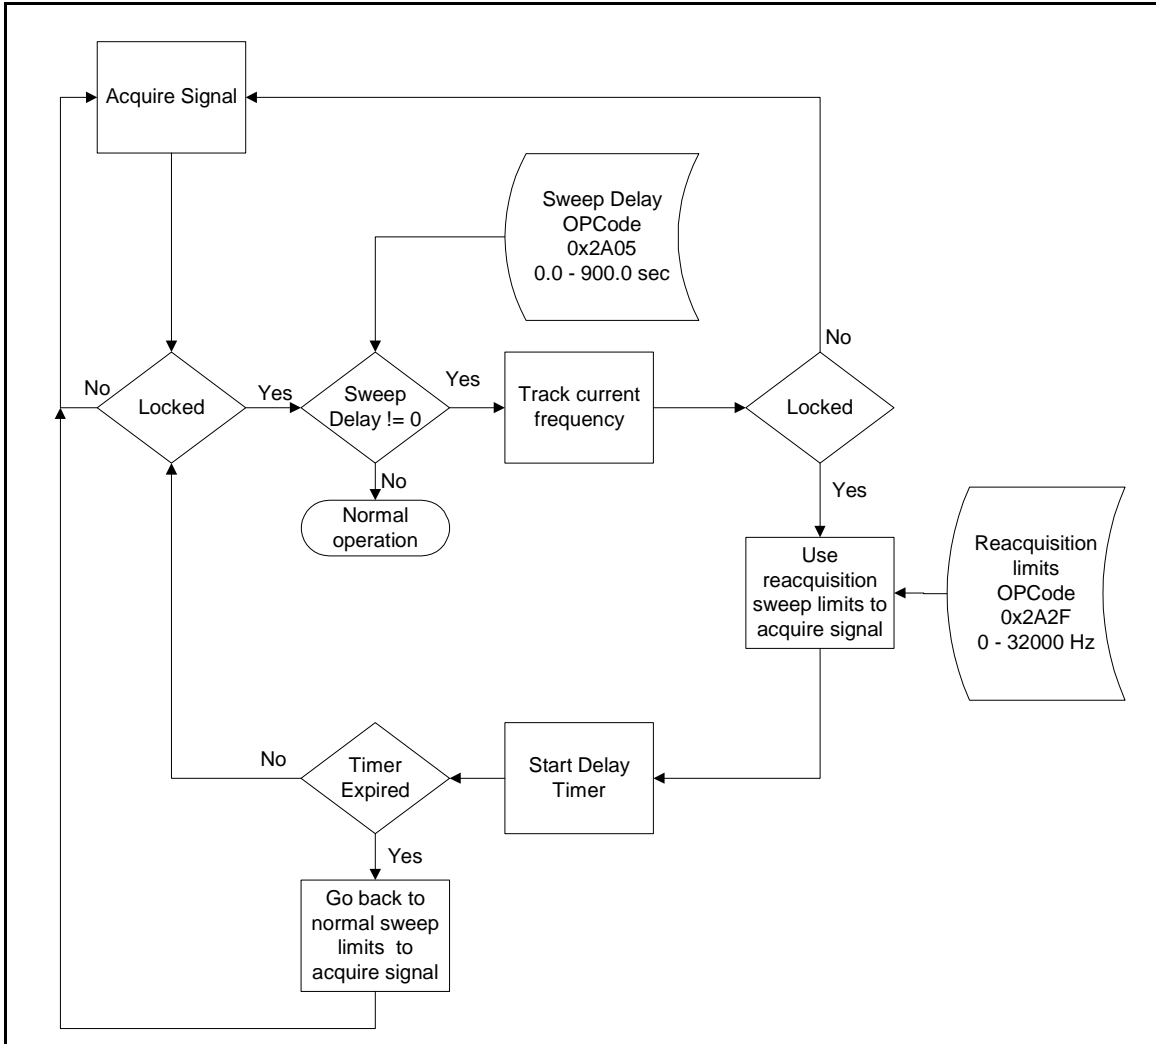 Acquire Signal
Sweep Delay
OPCode
0x2A05
0.0 - 900.0 sec
No
No
Locked
Yes
Sweep
Delay != 0
Yes
Track current
frequency
Locked
No
Normal
operation
Yes
Use
reacquisition
sweep limits to
acquire signal
Reacquisition
limits
OPCode
0x2A2F
0 - 32000 Hz
No
Timer
Expired
Start Delay
Timer
Yes
Go back to
normal sweep
limits to
acquire signal